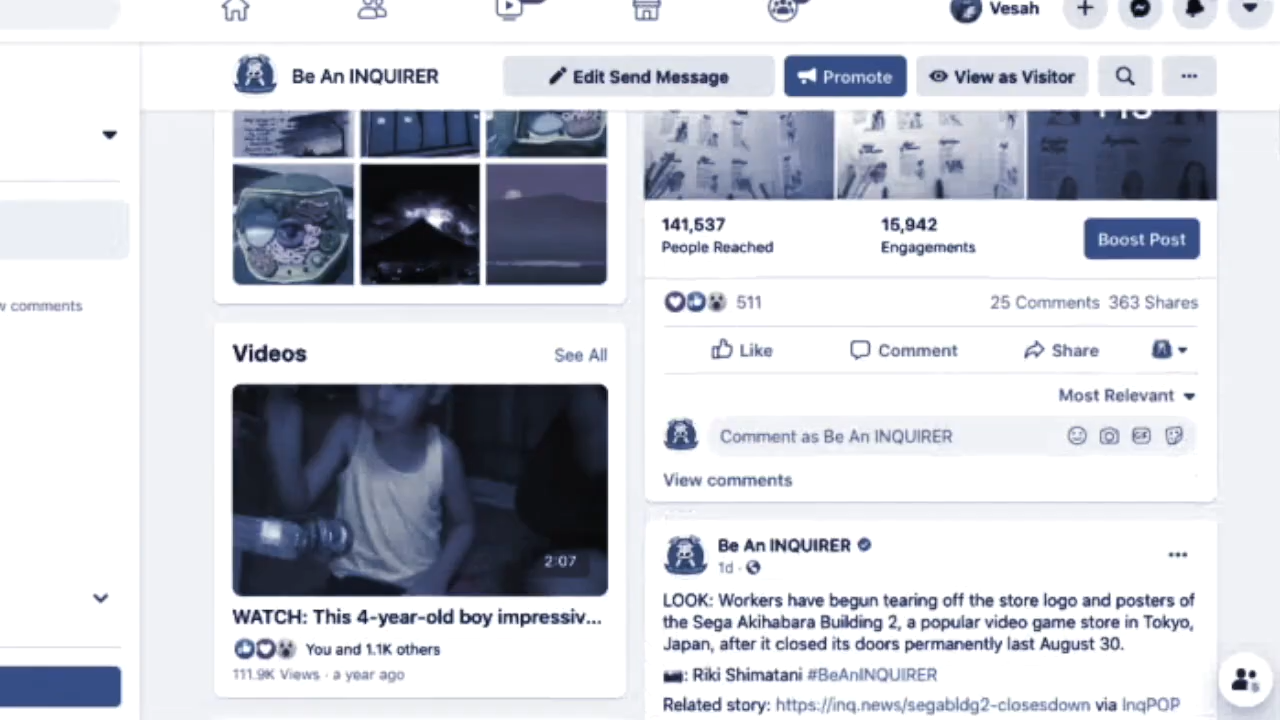 Vesah
Be An INQUIRER
Edit Send Message
Promote
View as Visitor
w comments
141,537
People Reached
15,942
Engagements
Boost Post
511
25 Comments 363 Shares
Like
Comment
Share
Most Relevant
Comment as Be An INQUIRER
GIF
View comments
Videos
See All
2:07
WATCH: This 4-year-old boy impressiv...
You and 1.1K others
111.9K Views · a year ago
Be An INQUIRER
1d ·
LOOK: Workers have begun tearing off the store logo and posters of
the Sega Akihabara Building 2, a popular video game store in Tokyo,
Japan, after it closed its doors permanently last August 30.
: Riki Shimatani #BeAnINQUIRER
Related story: https://inq.news/segabldg2-closesdown via InqPOP